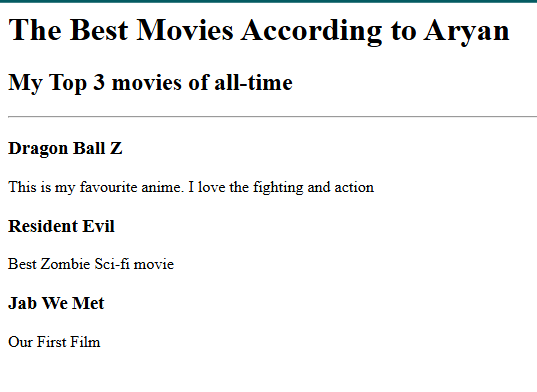 The Best Movies According to Aryan
My Top 3 movies of all-time
Dragon Ball Z
This is my favourite anime. I love the fighting and action
Resident Evil
Best Zombie Sci-fi movie
Jab We Met
Our First Film